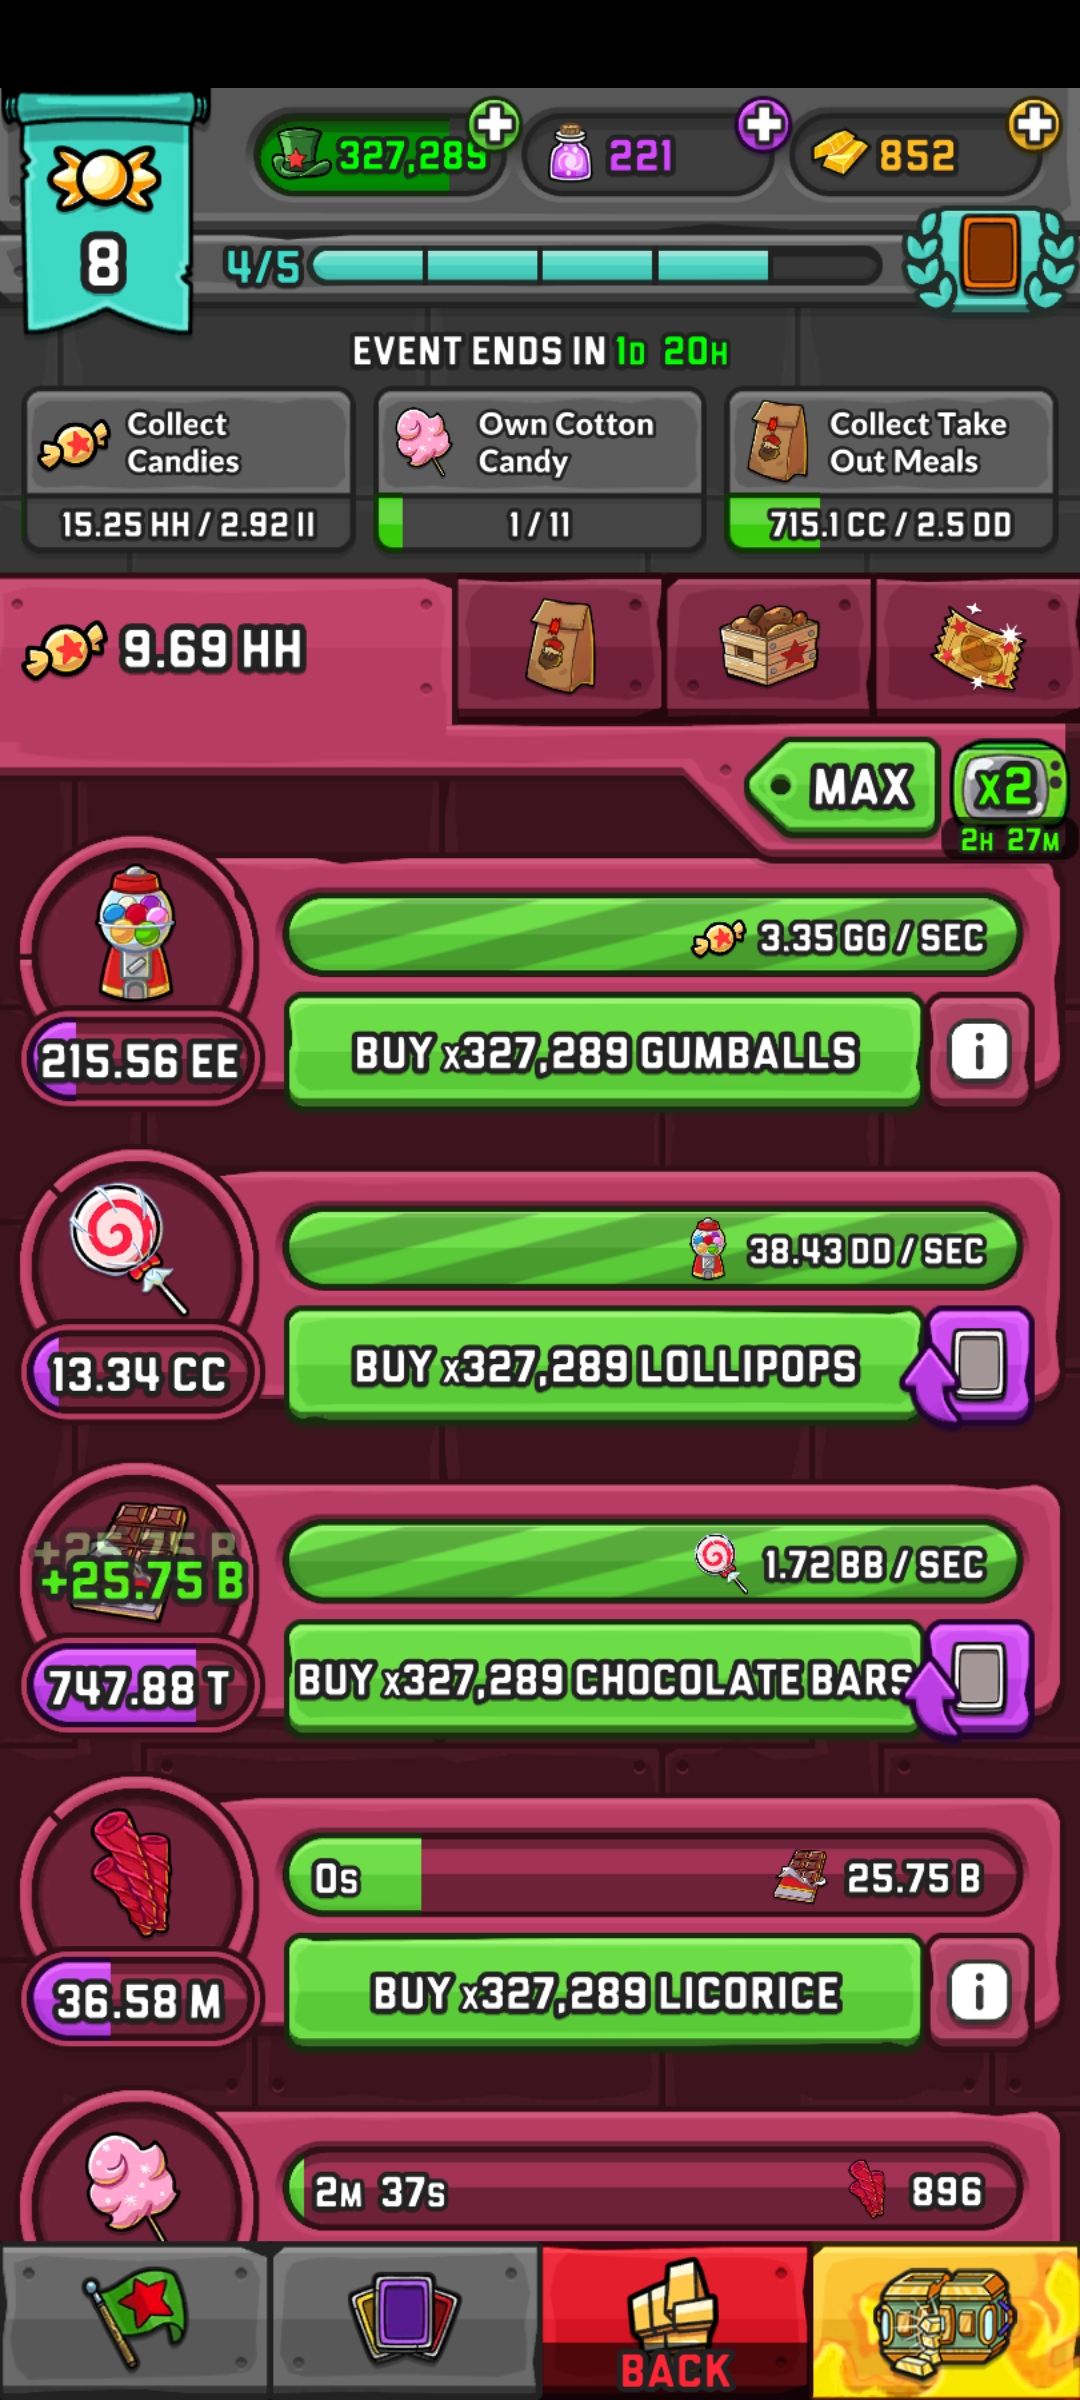 327,289
221
852
8
4/5
EVENT ENDS IN 1D 20H
Collect
Candies
15.25 HH / 2.92 II
Own Cotton
Candy
1 / 11
Collect Take
Out Meals
715.1 CC / 2.5 DD
9.69 HH
MAX
x2
2H 27M
3.35 GG / SEC
215.56 EE
BUY x327,289 GUMBALLS
i
38.43 DD / SEC
13.34 CC
BUY x327,289 LOLLIPOPS
+25.75 B
+25.75 B
1.72 BB / SEC
747.88 T
BUY x327,289 CHOCOLATE BARS
0s
25.75 B
36.58 M
BUY x327,289 LICORICE
i
2M 37s
896
BACK